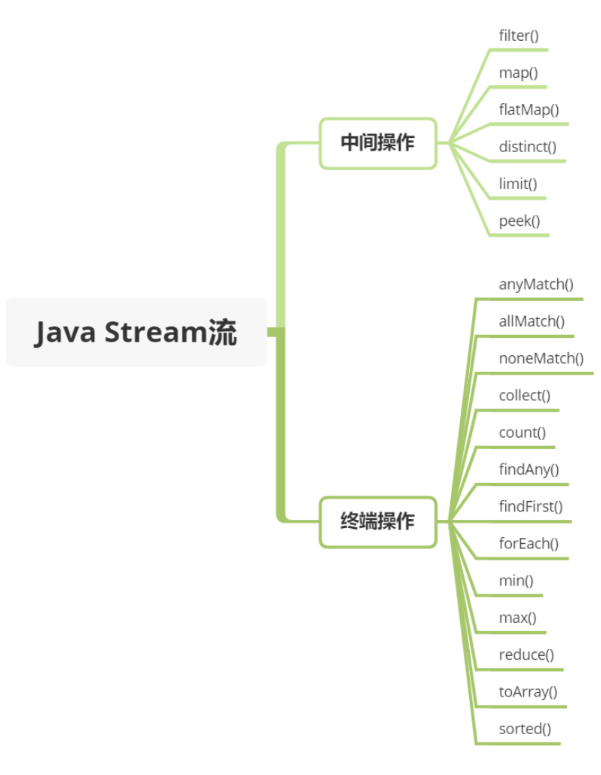 Java Stream流
中间操作
filter()
map()
flatMap()
distinct()
limit()
peek()
终端操作
anyMatch()
allMatch()
noneMatch()
collect()
count()
findAny()
findFirst()
forEach()
min()
max()
reduce()
toArray()
sorted()